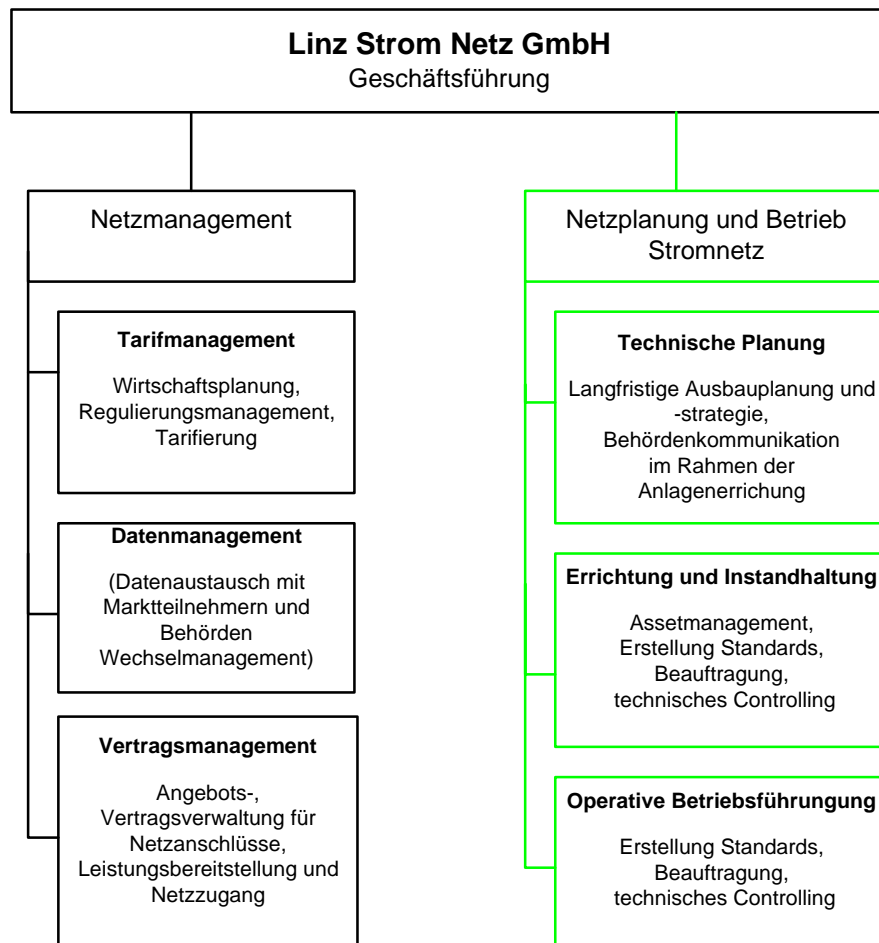 Linz Strom Netz GmbH
Geschäftsführung
Netzmanagement
Tarifmanagement
Wirtschaftsplanung,
Regulierungsmanagement,
Tarifierung
Datenmanagement
(Datenaustausch mit
Marktteilnehmern und
Behörden
Wechselmanagement)
Vertragsmanagement
Angebots-,
Vertragsverwaltung für
Netzanschlüsse,
Leistungsbereitstellung und
Netzzugang
Netzplanung und Betrieb
Stromnetz
Technische Planung
Langfristige Ausbauplanung und
-strategie,
Behördenkommunikation
im Rahmen der
Anlagenerrichung
Errichtung und Instandhaltung
Assetmanagement,
Erstellung Standards,
Beauftragung,
technisches Controlling
Operative Betriebsführungung
Erstellung Standards,
Beauftragung,
technisches Controlling